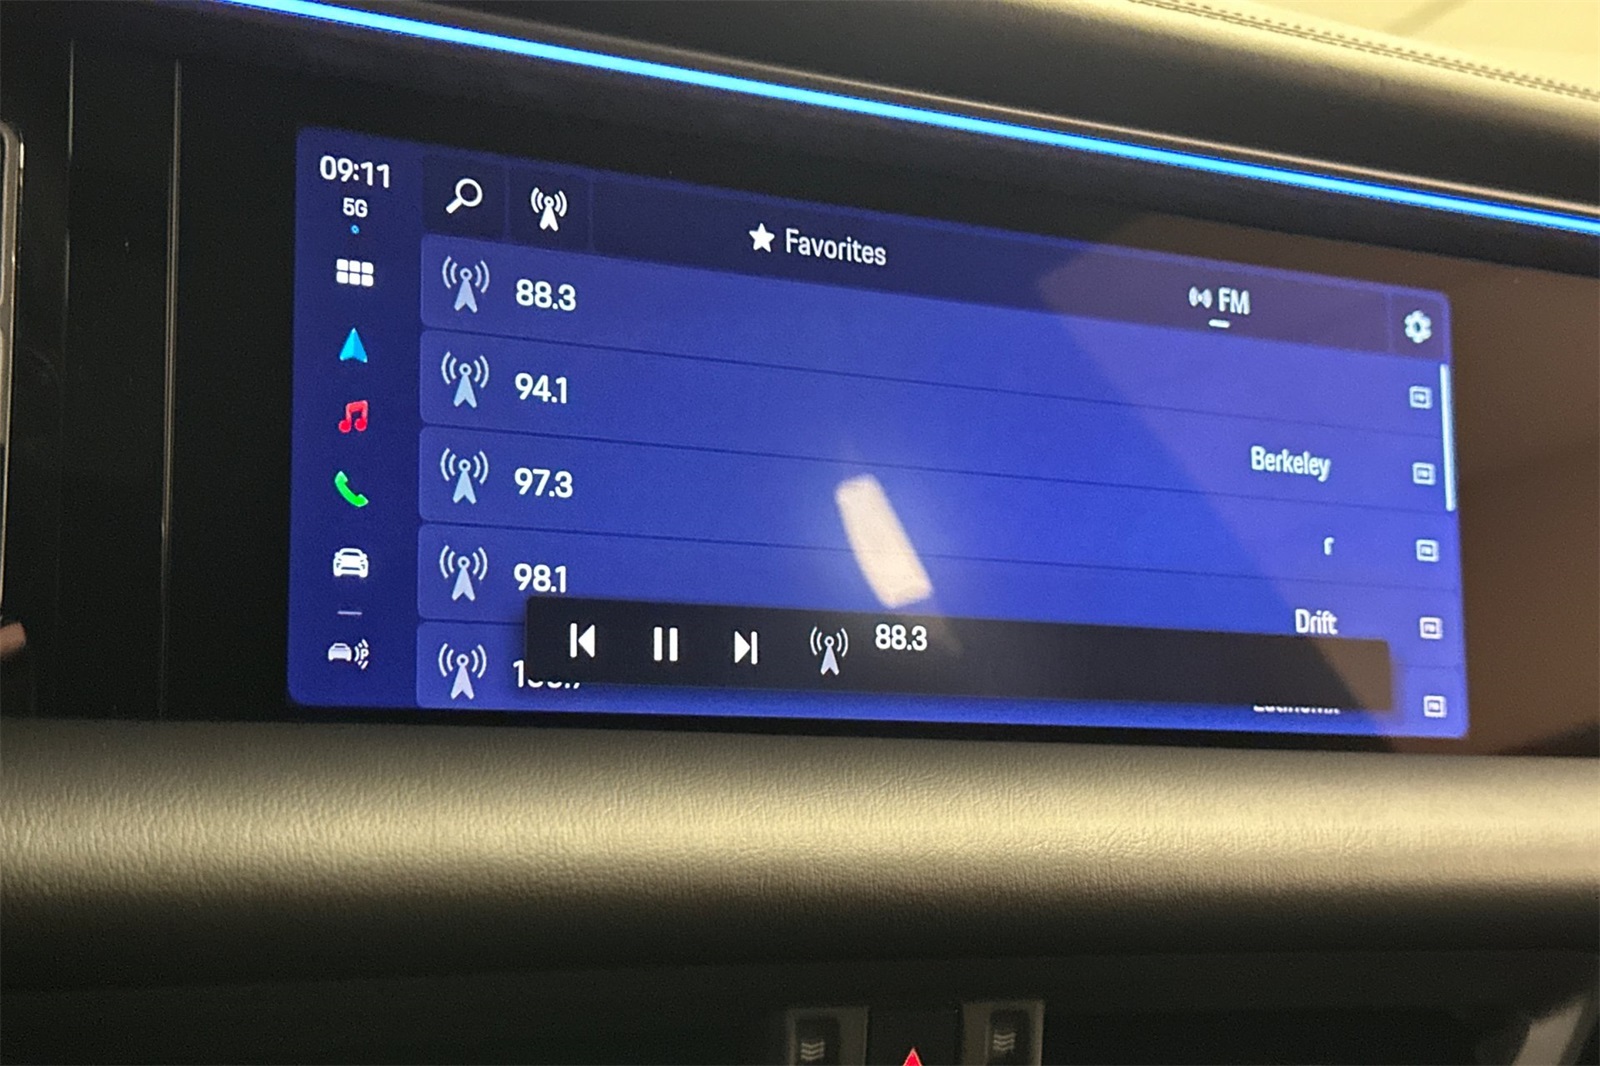 09:11
5G
Favorites
FM
88.3
94.1
Berkeley
97.3
r
98.1
Drift
88.3